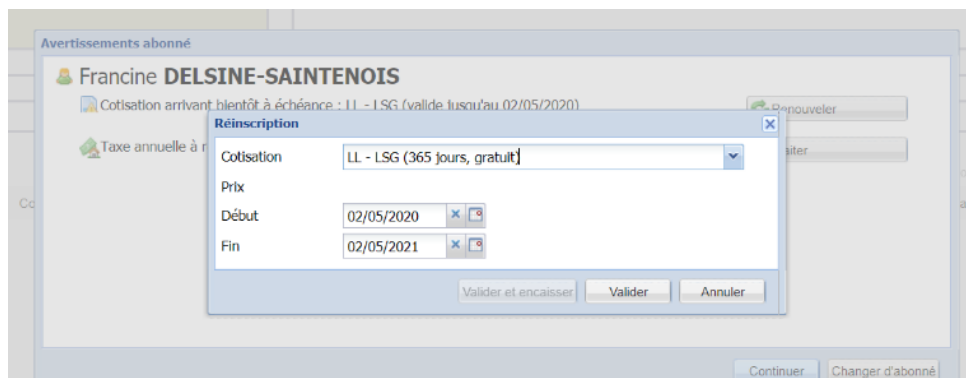 Avertissements abonné
Francine DELSINE-SAINTENOIS
Cotisation arrivant bientôt à échéance : LL - LSG (valide jusqu'au 02/05/2020)
Renouveler
Réinscription
Taxe annuelle à
Cotisation
LL - LSG (365 jours, gratuit)
Prix
Début
02/05/2020
Fin
02/05/2021
Valider et encaisser
Valider
Annuler
Continuer
Changer d'abonné